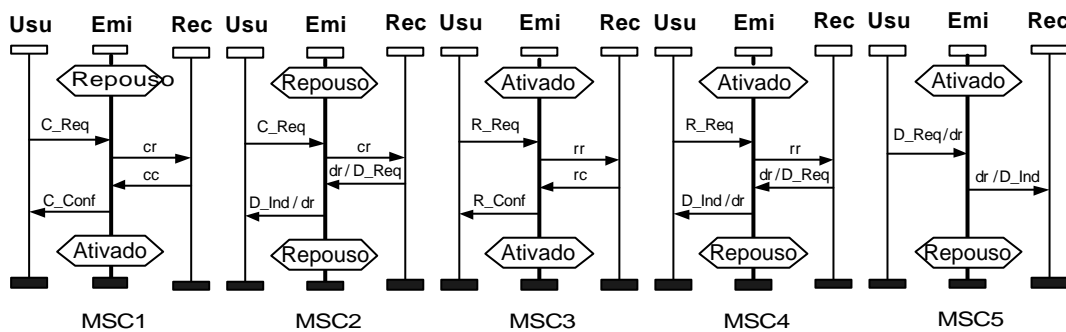 Usu Emi Rec Usu Emi Rec Usu Emi Rec Usu Emi Rec Usu Emi Rec
Repouso Repouso Ativado Ativado Ativado
C_Req C_Req R_Req R_Req D_Req/dr
cr cr rr rr
cc dr / D_Req rc dr/D_Req dr / D_Ind
C_Conf D_Ind / dr R_Conf D_Ind/dr
Ativado Repouso Ativado Repouso Repouso
MSC1 MSC2 MSC3 MSC4 MSC5